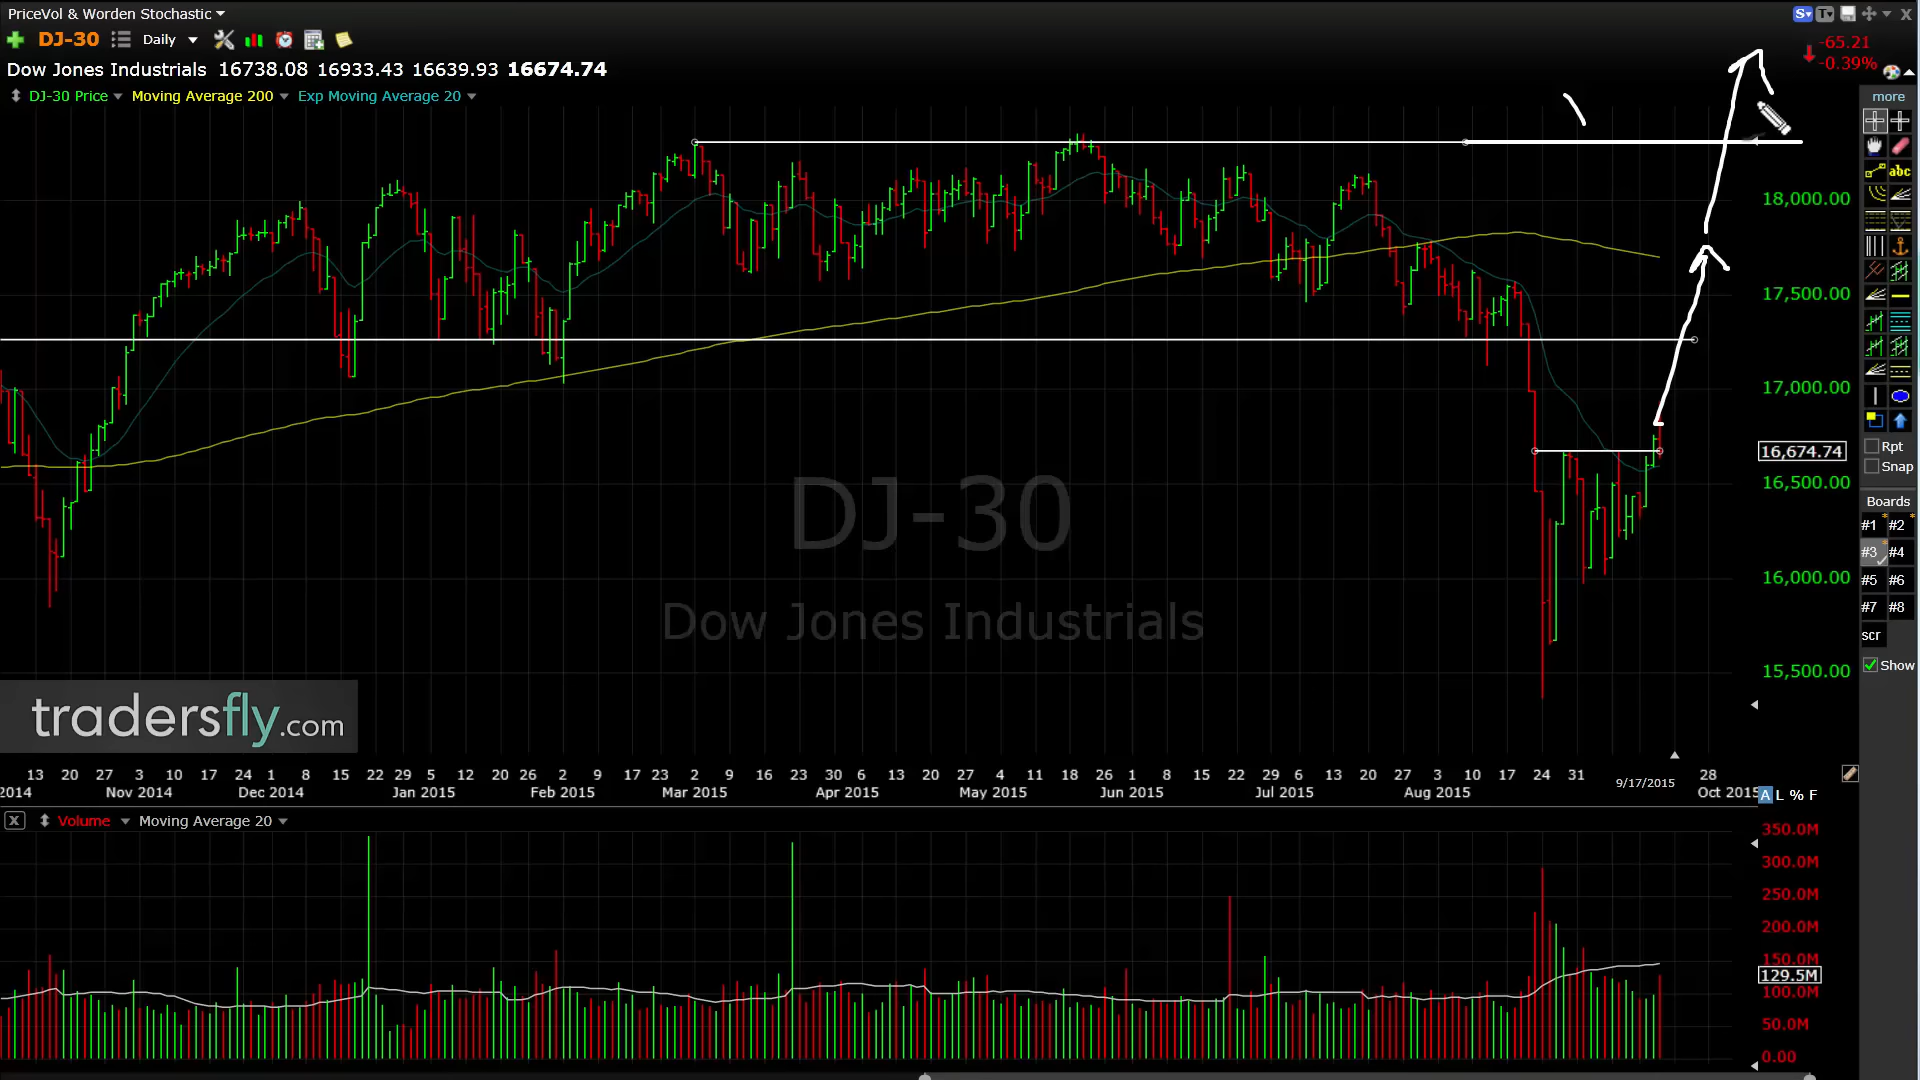 PriceVol & Worden Stochastic
S T X
DJ-30 Daily
-65.21
-0.39%
Dow Jones Industrials 16738.08 16933.43 16639.93 16674.74
DJ-30 Price Moving Average 200 Exp Moving Average 20
more
abc
18,000.00
17,500.00
17,000.00
16,674.74
16,500.00
16,000.00
15,500.00
Rpt
Snap
Boards
#1 #2
#3 #4
#5 #6
#7 #8
scr
Show
DJ-30
Dow Jones Industrials
tradersfly.com
13 20 27 3 10 17 24 1 8 15 22 29 5 12 20 26 2 9 17 23 2 9 16 23 30 6 13 20 27 4 11 18 26 1 8 15 22 29 6 13 20 27 3 10 17 24 31 28
2014 Nov 2014 Dec 2014 Jan 2015 Feb 2015 Mar 2015 Apr 2015 May 2015 Jun 2015 Jul 2015 Aug 2015 9/17/2015 Oct 2015
A L % F
X Volume Moving Average 20
350.0M
300.0M
250.0M
200.0M
150.0M
129.5M
100.0M
50.0M
0.00